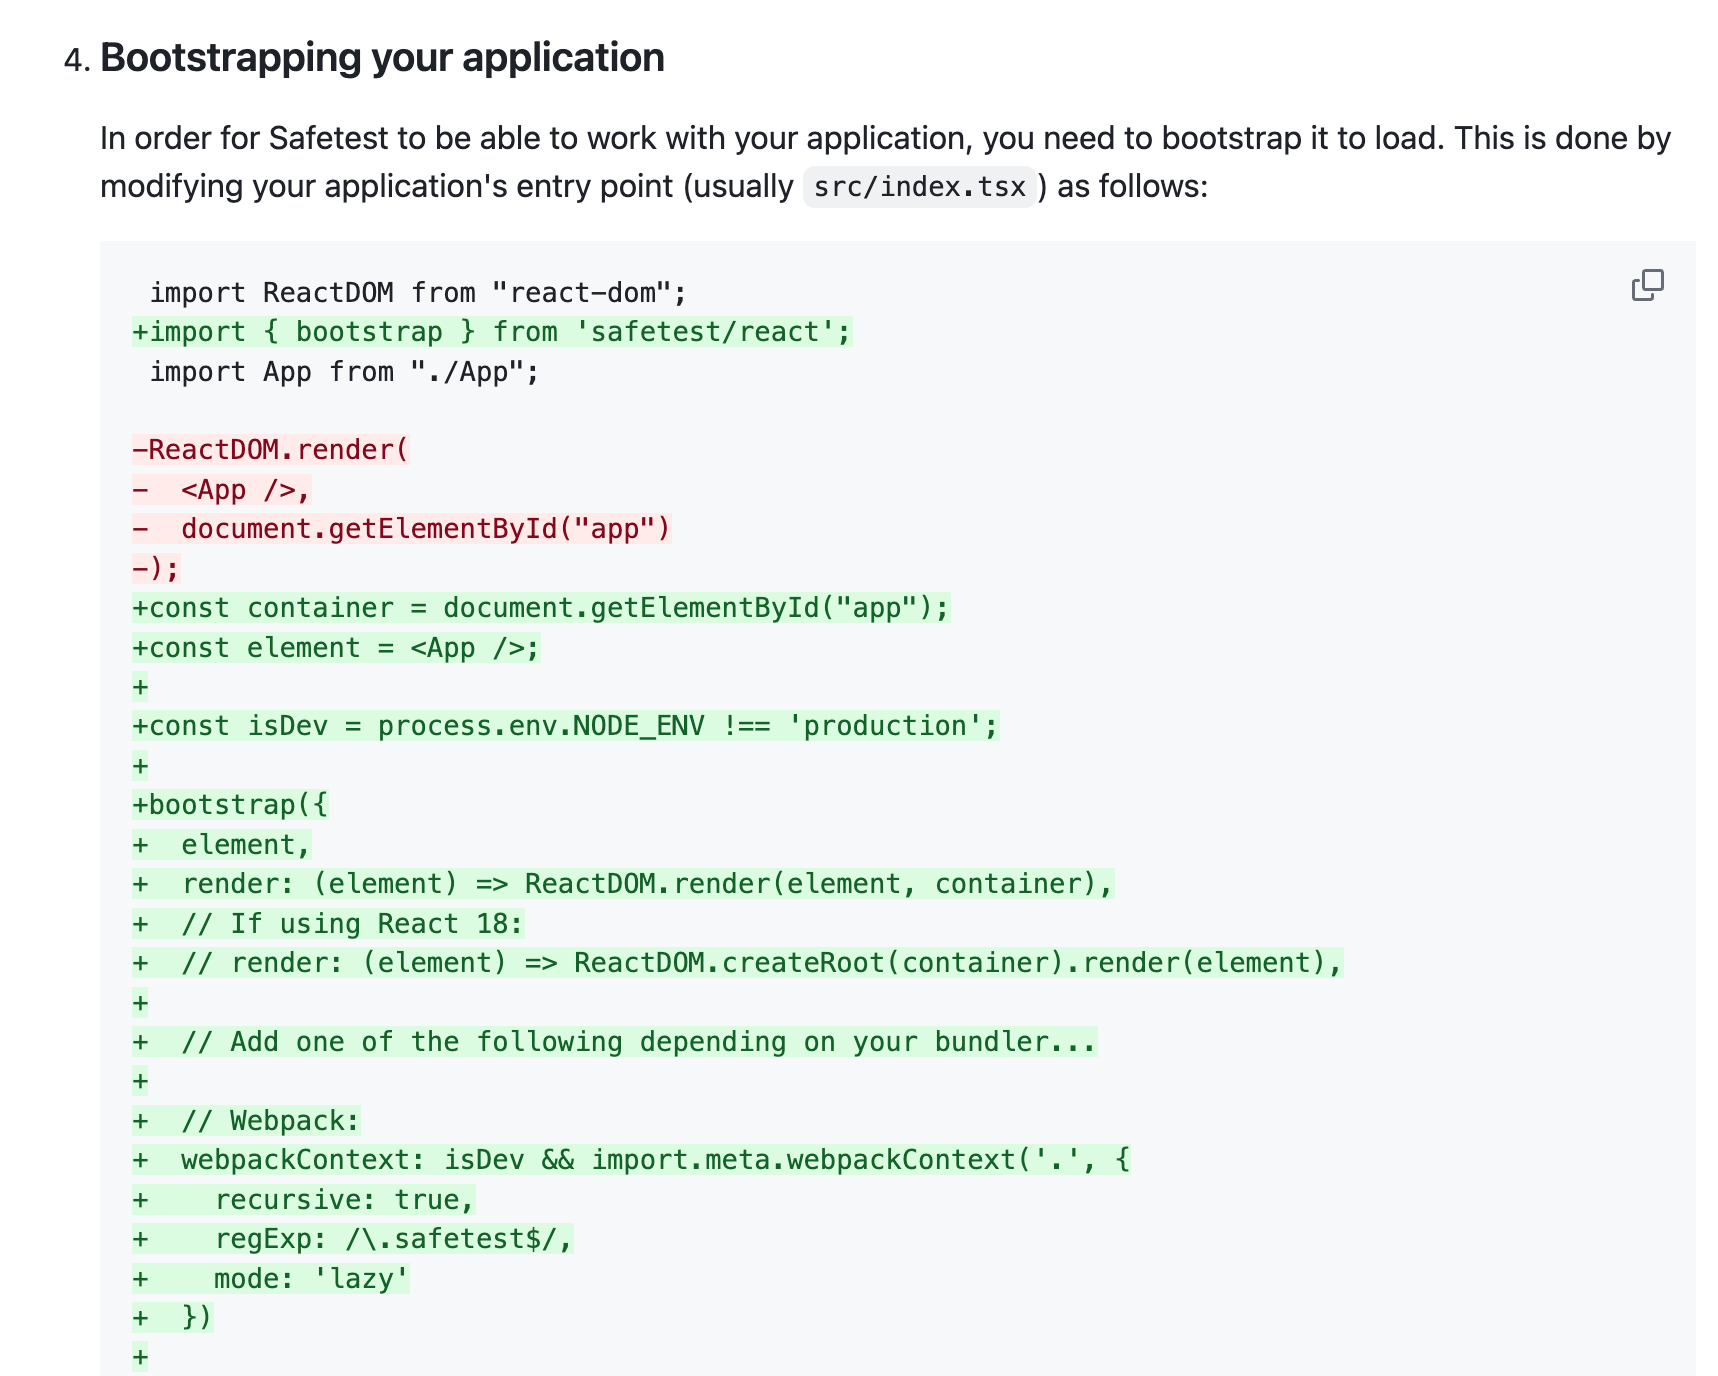 4. Bootstrapping your application
In order for Safetest to be able to work with your application, you need to bootstrap it to load. This is done by
modifying your application's entry point (usually src/index.tsx) as follows:
 import ReactDOM from "react-dom";
+import { bootstrap } from 'safetest/react';
 import App from "./App";

-ReactDOM.render(
-  <App />,
-  document.getElementById("app")
-);
+const container = document.getElementById("app");
+const element = <App />;
+
+const isDev = process.env.NODE_ENV !== 'production';
+
+bootstrap({
+  element,
+  render: (element) => ReactDOM.render(element, container),
+  // If using React 18:
+  // render: (element) => ReactDOM.createRoot(container).render(element),
+
+  // Add one of the following depending on your bundler...
+
+  // Webpack:
+  webpackContext: isDev && import.meta.webpackContext('.', {
+    recursive: true,
+    regExp: /\.safetest$/,
+    mode: 'lazy'
+  })
+